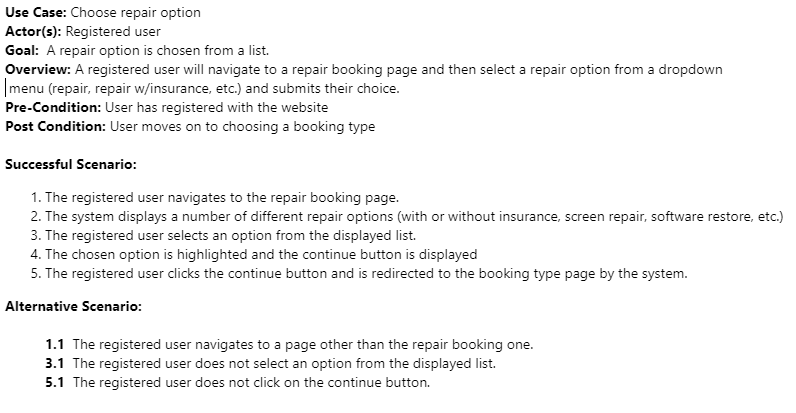 Use Case: Choose repair option
Actor(s): Registered user
Goal:  A repair option is chosen from a list.
Overview: A registered user will navigate to a repair booking page and then select a repair option from a dropdown
menu (repair, repair w/insurance, etc.) and submits their choice.
Pre-Condition: User has registered with the website
Post Condition: User moves on to choosing a booking type
Successful Scenario:
1. The registered user navigates to the repair booking page.
2. The system displays a number of different repair options (with or without insurance, screen repair, software restore, etc.)
3. The registered user selects an option from the displayed list.
4. The chosen option is highlighted and the continue button is displayed
5. The registered user clicks the continue button and is redirected to the booking type page by the system.
Alternative Scenario:
1.1  The registered user navigates to a page other than the repair booking one.
3.1  The registered user does not select an option from the displayed list.
5.1  The registered user does not click on the continue button.